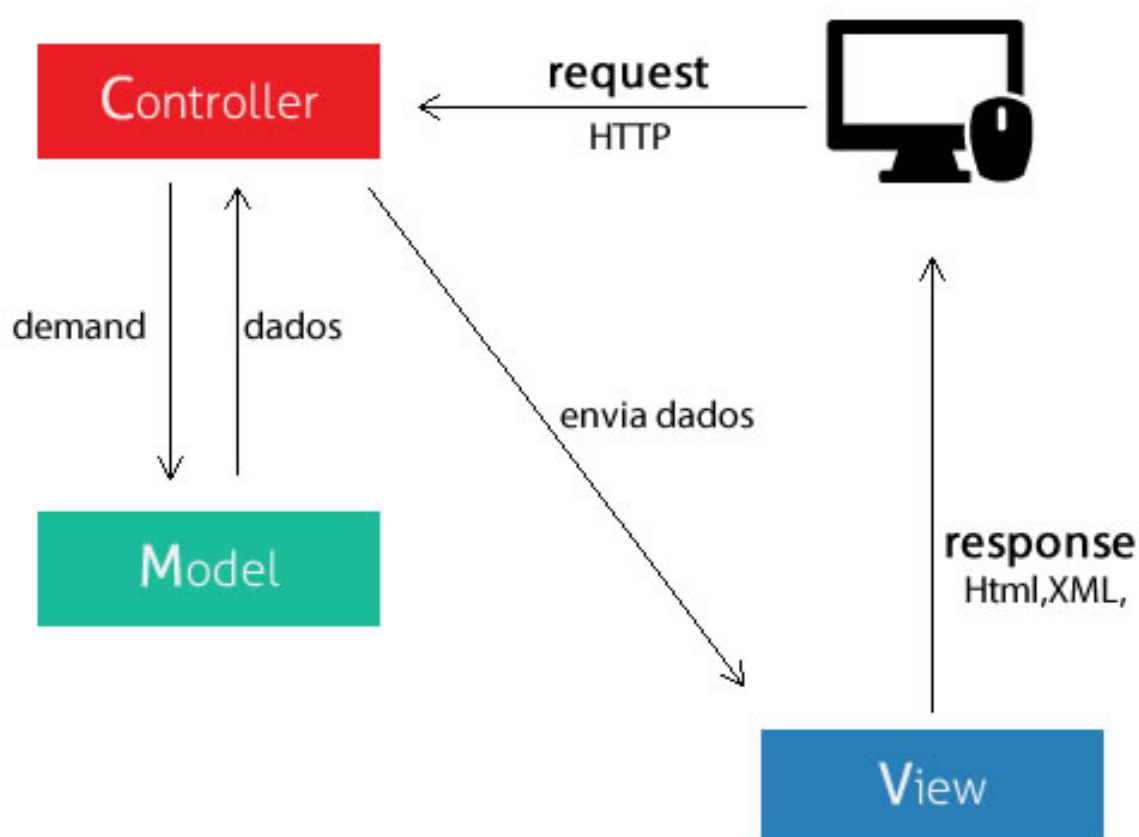 Controller
request
HTTP
demand
dados
envia dados
Model
response
Html,XML,
View